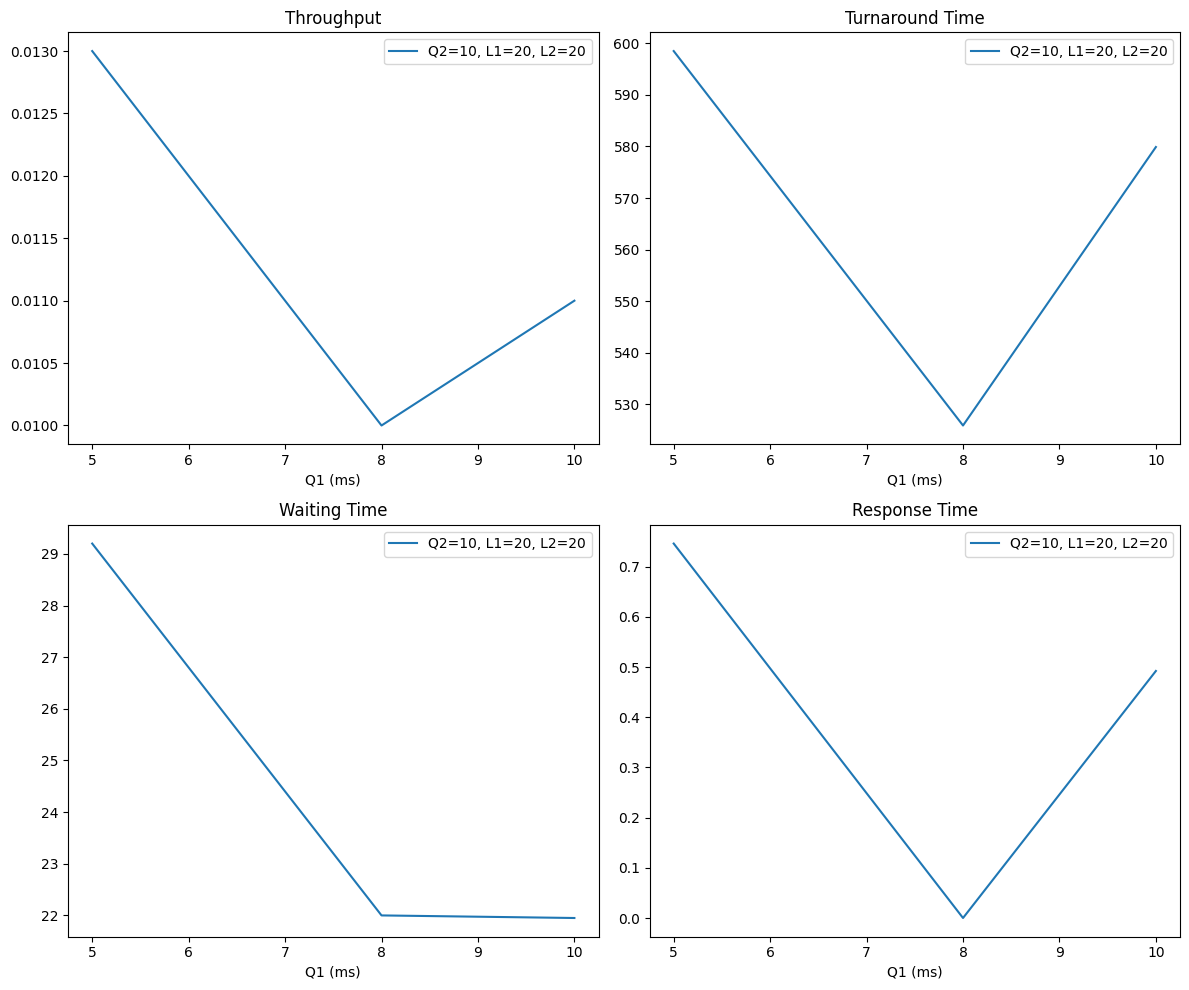 Throughput
Q2=10, L1=20, L2=20
0.0130
0.0125
0.0120
0.0115
0.0110
0.0105
0.0100
5 6 7 8 9 10
Q1 (ms)
Turnaround Time
Q2=10, L1=20, L2=20
600
590
580
570
560
550
540
530
5 6 7 8 9 10
Q1 (ms)
Waiting Time
Q2=10, L1=20, L2=20
29
28
27
26
25
24
23
22
5 6 7 8 9 10
Q1 (ms)
Response Time
Q2=10, L1=20, L2=20
0.7
0.6
0.5
0.4
0.3
0.2
0.1
0.0
5 6 7 8 9 10
Q1 (ms)